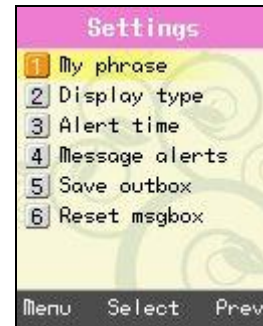 Settings
1 My phrase
2 Display type
3 Alert time
4 Message alerts
5 Save outbox
6 Reset msgbox
Menu Select Prev